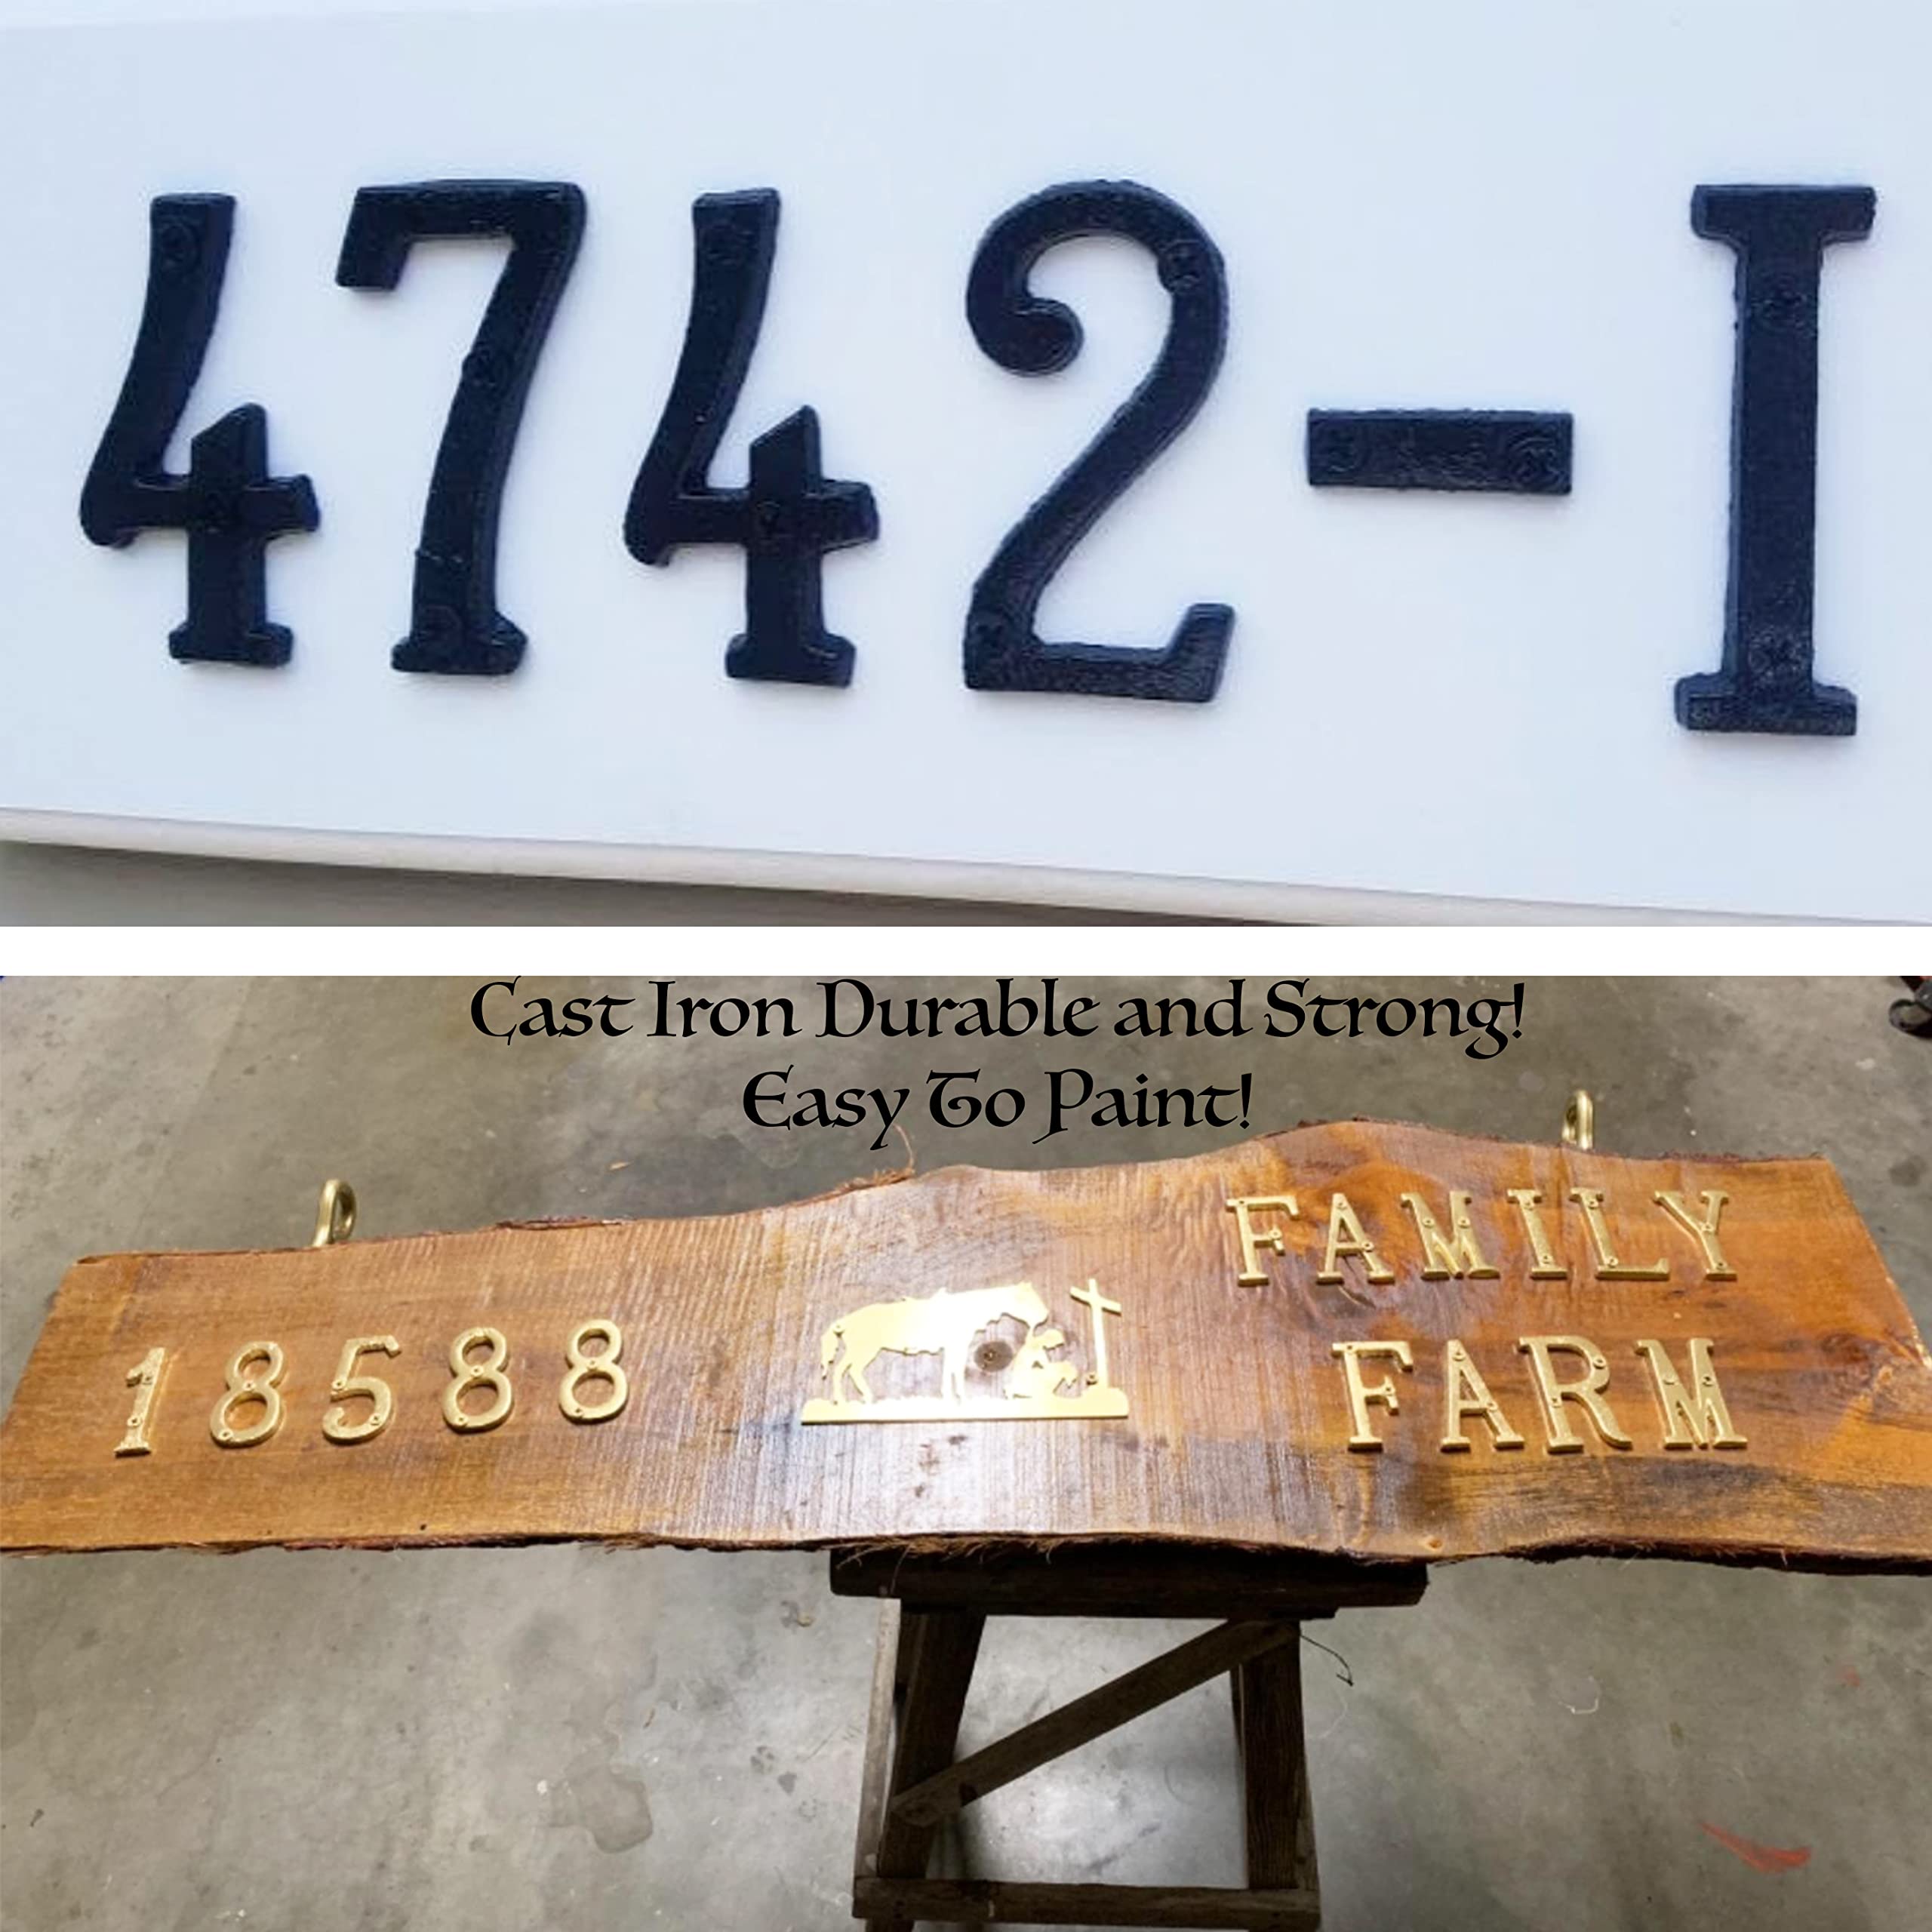 4742-I
Cast Iron Durable and Strong!
Easy To Paint!
FAMILY
18588
FARM